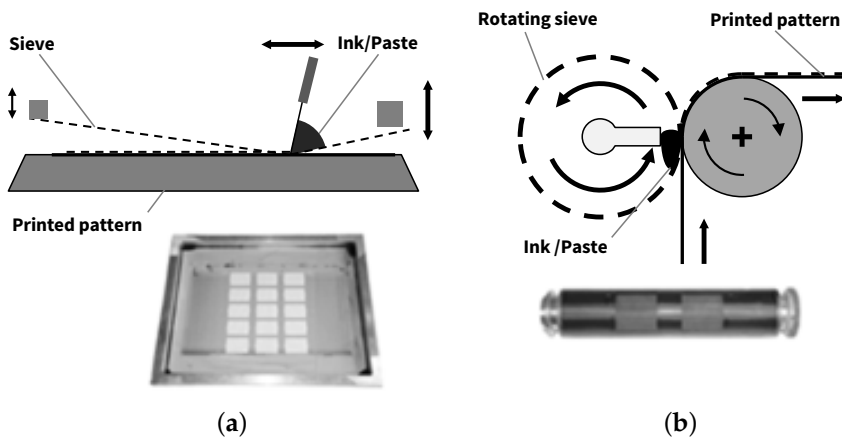 Sieve
Ink/Paste
Printed pattern
(a)
Rotating sieve
Printed pattern
Ink /Paste
(b)